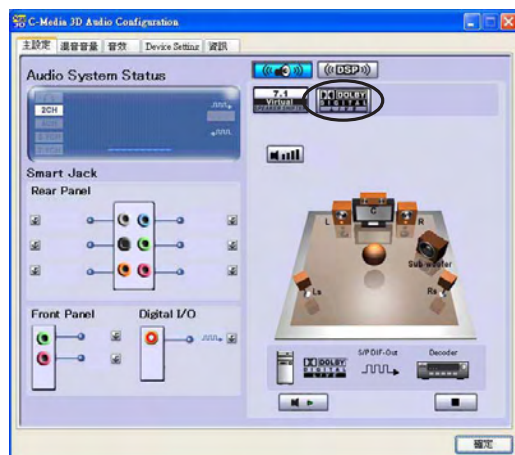 C-Media 3D Audio Configuration
主設定 混音音量 音效 Device Setting 資訊
Audio System Status
2CH
Smart Jack
Rear Panel
Front Panel
Digital I/O
DSP
7.1
Virtual
DOLBY
DIGITAL
LIVE
L
C
R
Sub-woofer
Ls
Rs
S/PDIF-Out
Decoder
DOLBY
DIGITAL
LIVE
確定